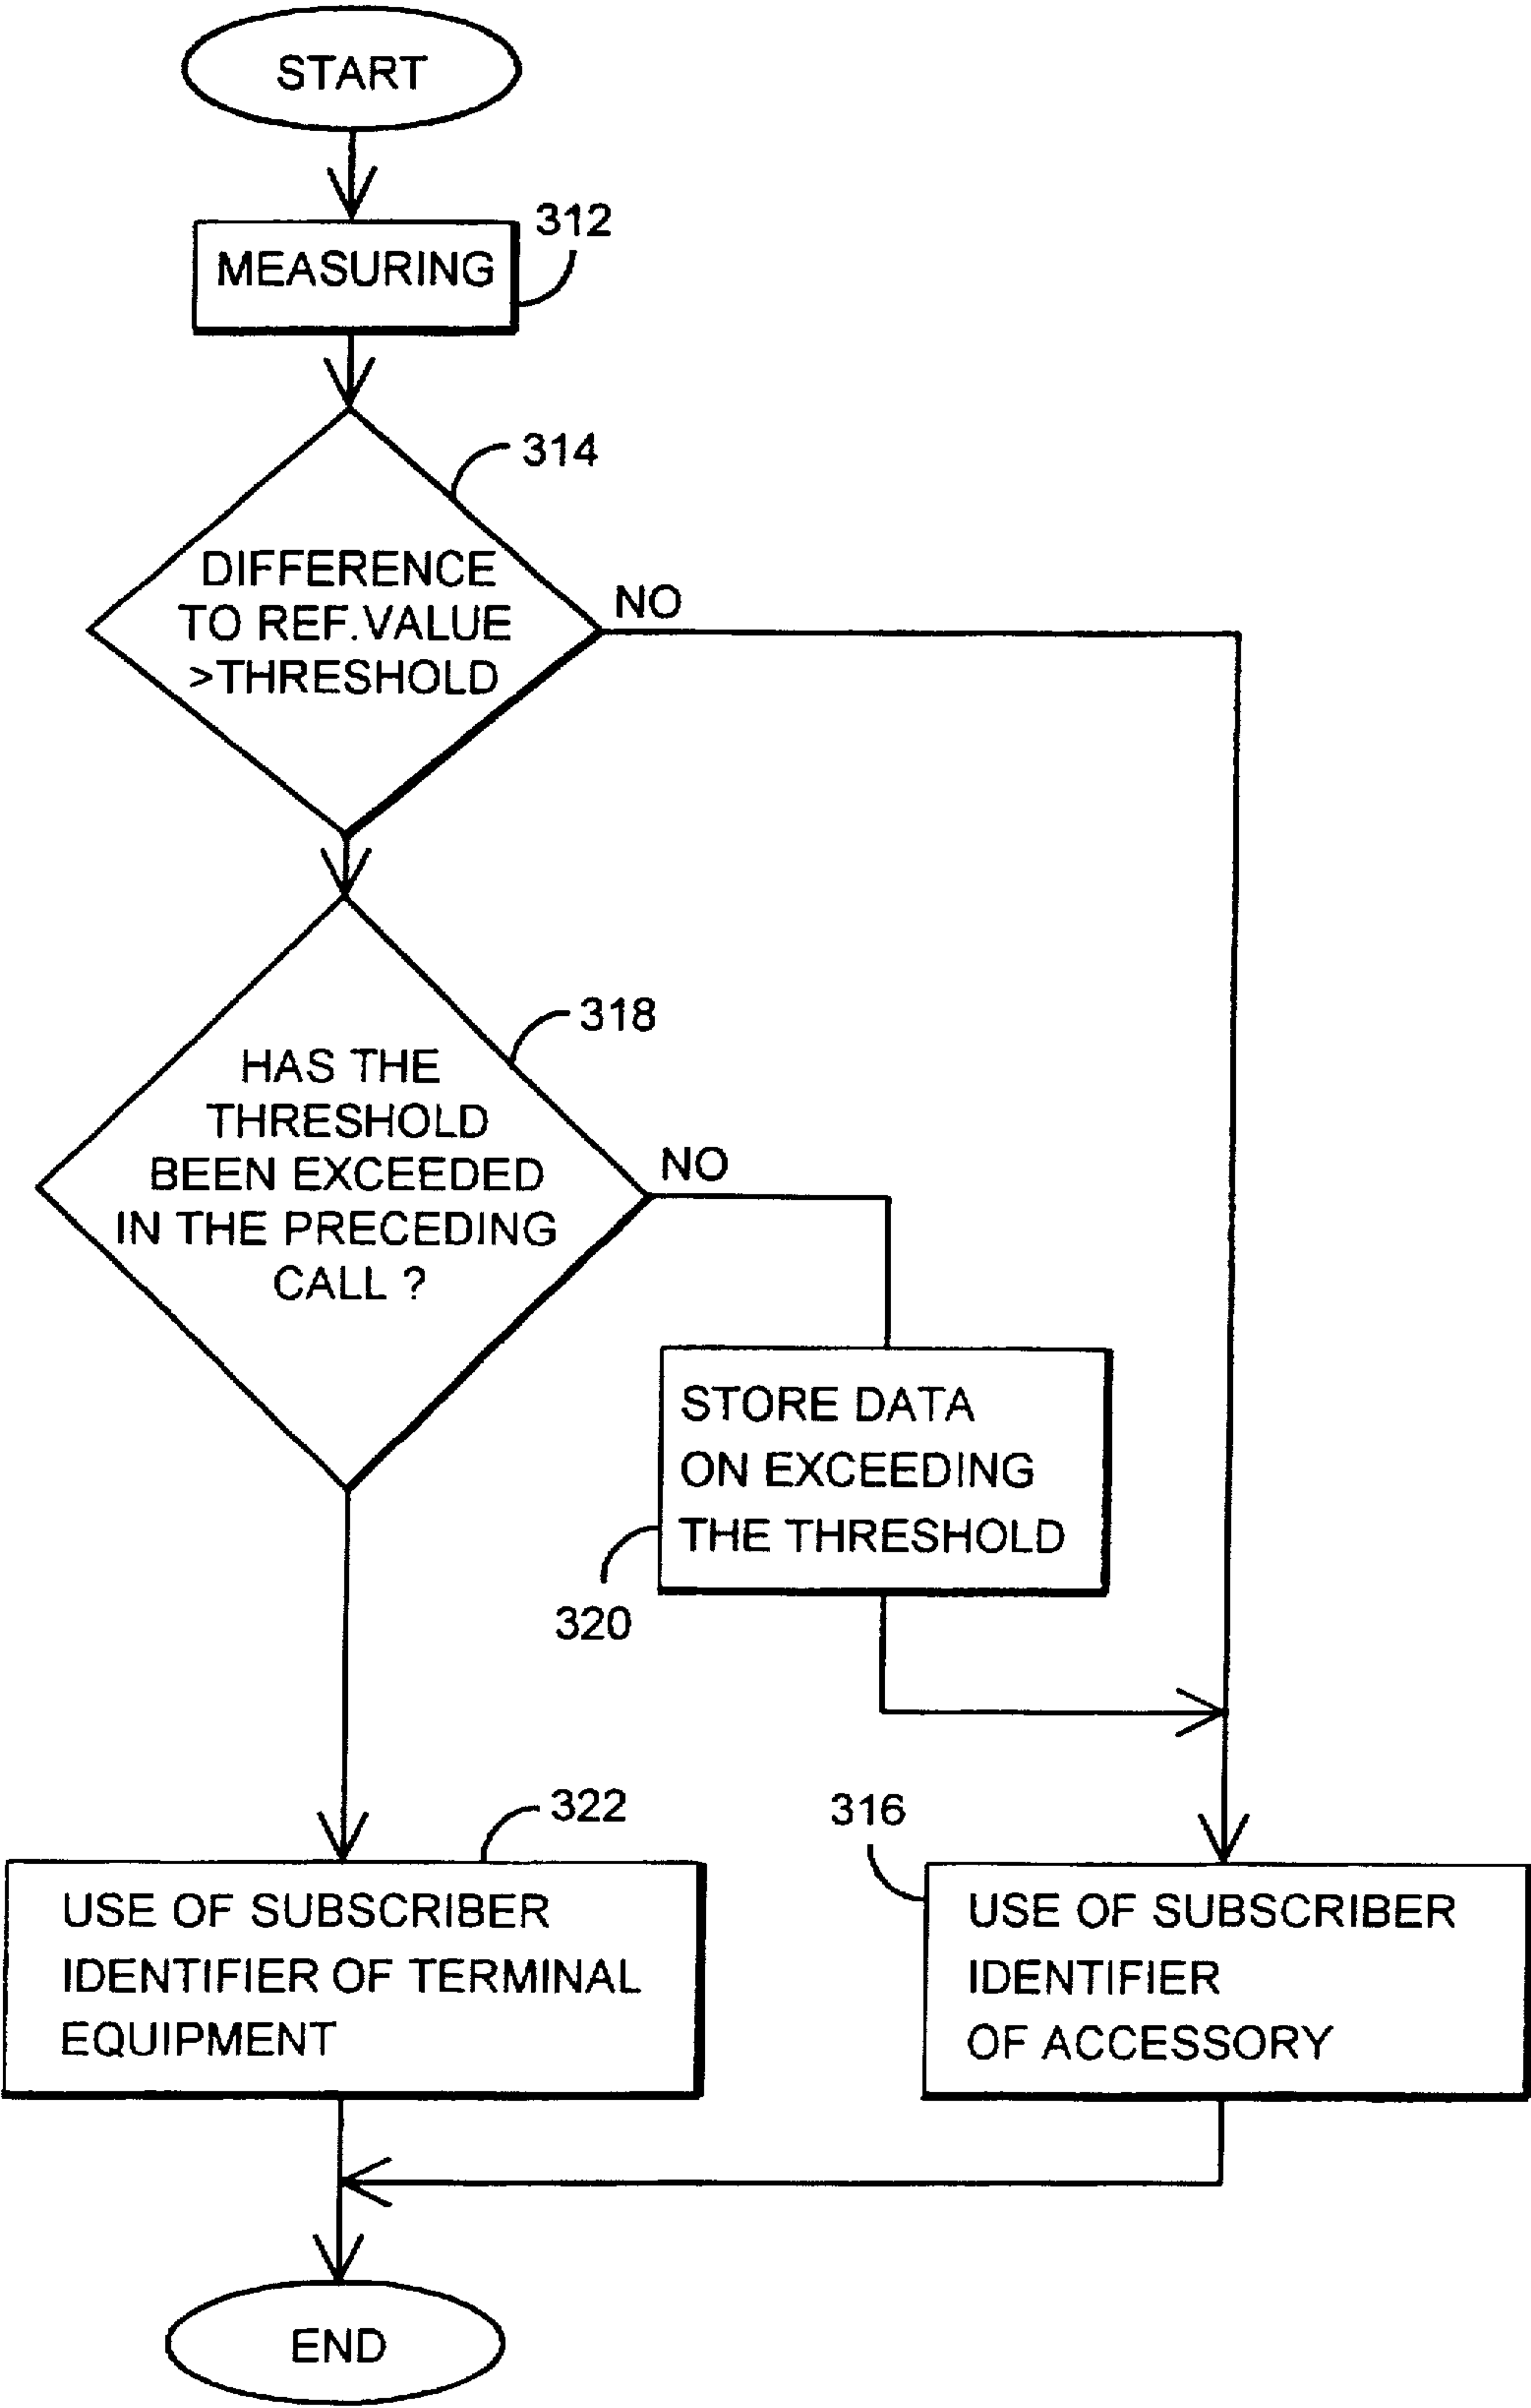 START
312
MEASURING
314
DIFFERENCE
TO REF.VALUE
>THRESHOLD
NO
318
HAS THE
THRESHOLD
BEEN EXCEEDED
IN THE PRECEDING
CALL ?
NO
STORE DATA
ON EXCEEDING
THE THRESHOLD
320
322
USE OF SUBSCRIBER
IDENTIFIER OF TERMINAL
EQUIPMENT
316
USE OF SUBSCRIBER
IDENTIFIER
OF ACCESSORY
END